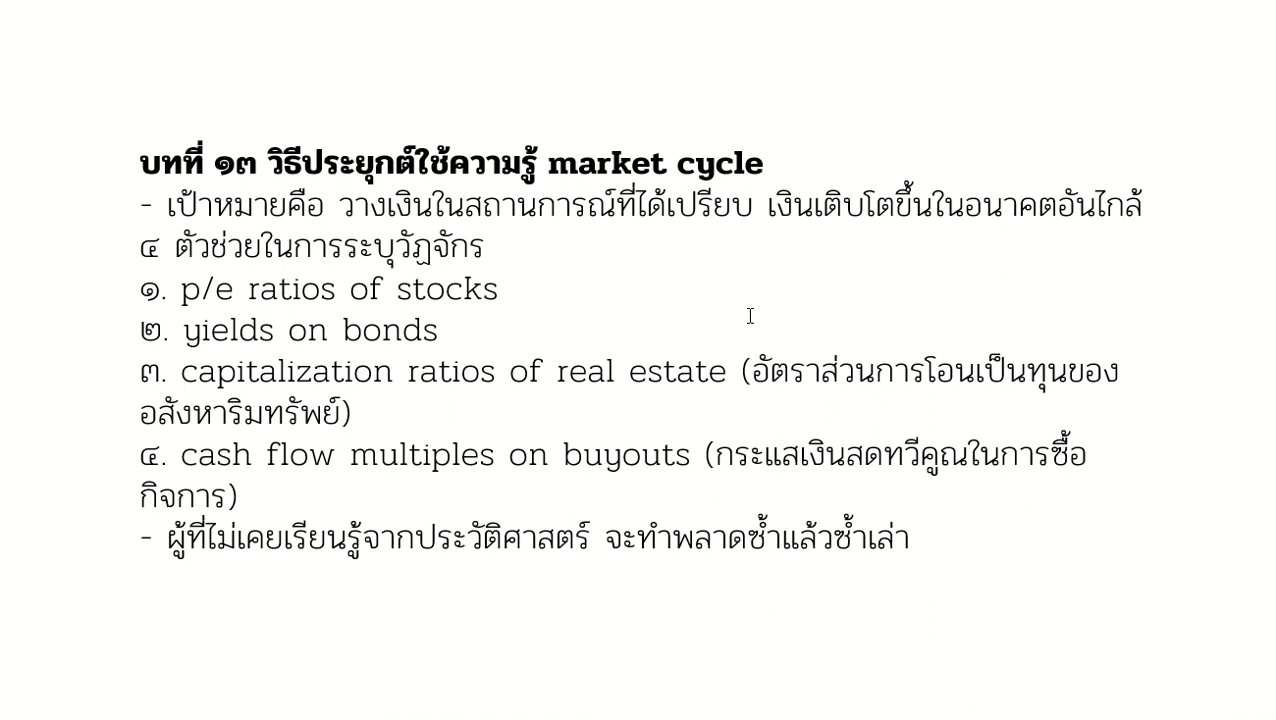 บทที่ ๑๓ วิธีประยุกต์ใช้ความรู้ market cycle
- เป้าหมายคือ วางเงินในสถานการณ์ที่ได้เปรียบ เงินเติบโตขึ้นในอนาคตอันไกล้
๔ ตัวช่วยในการระบุวัฏจักร
๑. p/e ratios of stocks
๒. yields on bonds
๓. capitalization ratios of real estate (อัตราส่วนการโอนเป็นทุนของ
อสังหาริมทรัพย์)
๔. cash flow multiples on buyouts (กระแสเงินสดทวีคูณในการซื้อ
กิจการ)
- ผู้ที่ไม่เคยเรียนรู้จากประวัติศาสตร์ จะทำพลาดซ้ำแล้วซ้ำเล่า